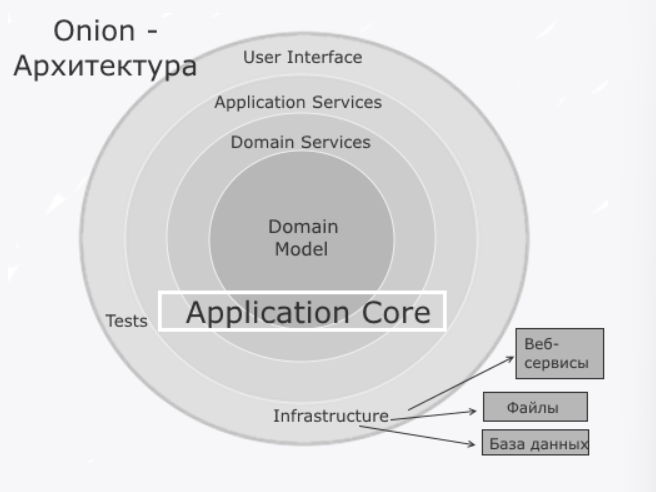 Onion -
Архитектура
User Interface
Application Services
Domain Services
Domain
Model
Application Core
Tests
Infrastructure
Веб-
сервисы
Файлы
База данных